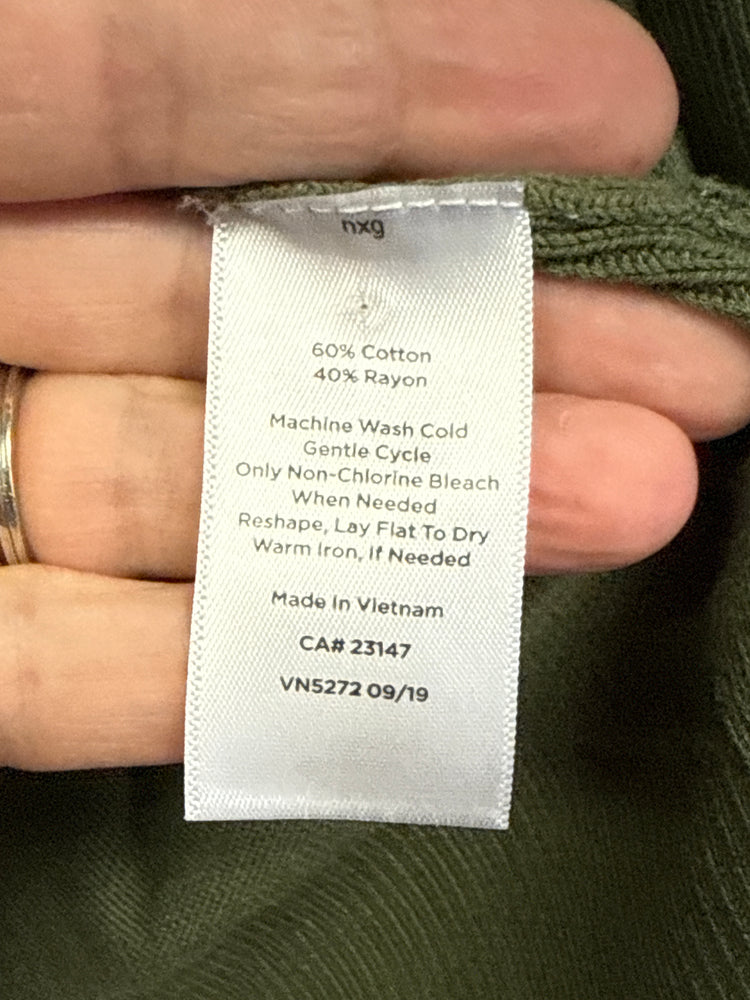 nxg
60% Cotton
40% Rayon
Machine Wash Cold
Gentle Cycle
Only Non-Chlorine Bleach
When Needed
Reshape, Lay Flat To Dry
Warm Iron, If Needed
Made In Vietnam
CA# 23147
VN5272 09/19